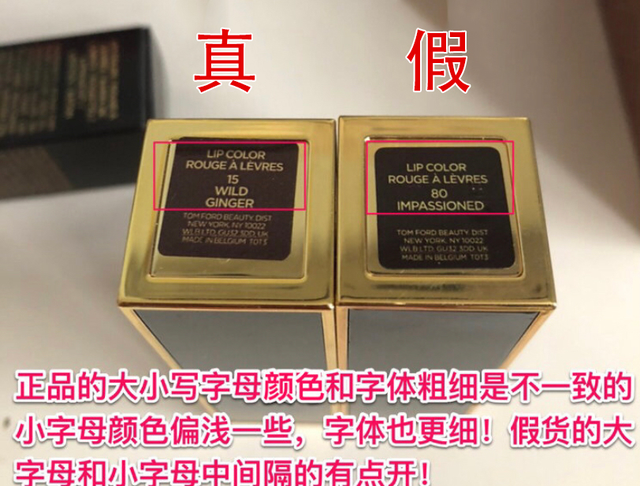 真 假
LIP COLOR
ROUGE À LÈVRES
15
WILD
GINGER
TOM FORD BEAUTY, DIST
NEW YORK, NY 10022
WLB LTD, GU32 3DD, UK
MADE IN BELGIUM TOT3
LIP COLOR
ROUGE À LÈVRES
80
IMPASSIONED
TOM FORD BEAUTY, DIST
NEW YORK, NY 10022
WLB LTD, GU32 3DD, UK
MADE IN BELGIUM TOT3
正品的大小写字母颜色和字体粗细是不一致的
小字母颜色偏浅一些，字体也更细！假货的大
字母和小字母中间隔的有点开！